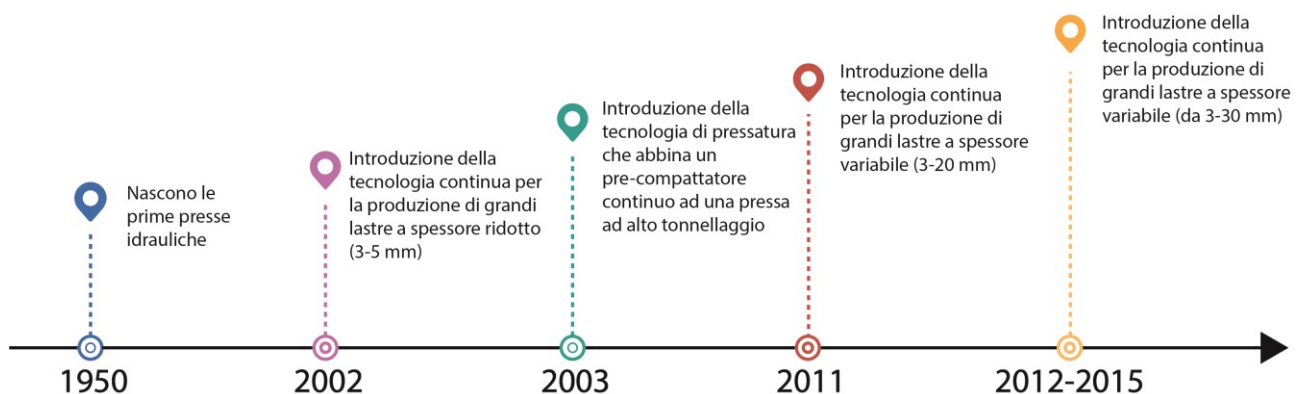 Nascono le
prime presse
idrauliche
Introduzione della
tecnologia continua per
la produzione di grandi
lastre a spessore ridotto
(3-5 mm)
Introduzione della
tecnologia di pressatura
che abbina un
pre-compattatore
continuo ad una pressa
ad alto tonnellaggio
Introduzione della
tecnologia continua
per la produzione di
grandi lastre a spessore
variabile (3-20 mm)
Introduzione della
tecnologia continua
per la produzione di
grandi lastre a spessore
variabile (da 3-30 mm)
1950
2002
2003
2011
2012-2015